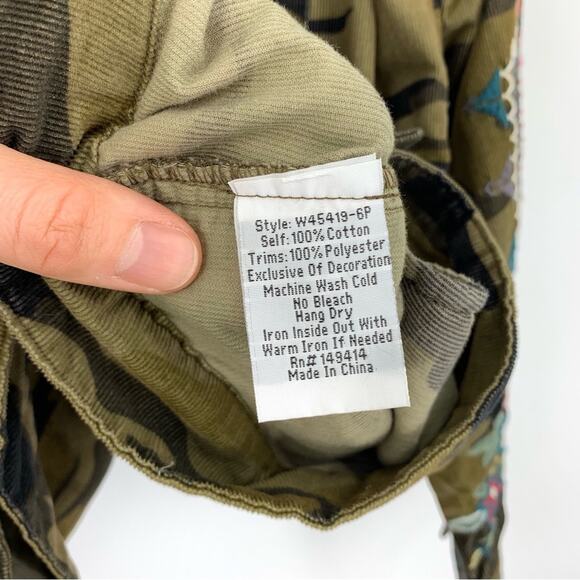 Style: W45419-6P
Self:100% Cotton
Trims:100% Polyester
Exclusive Of Decoration
Machine Wash Cold
No Bleach
Hang Dry
Iron Inside Out With
Warm Iron If Needed
Rn# 149414
Made In China